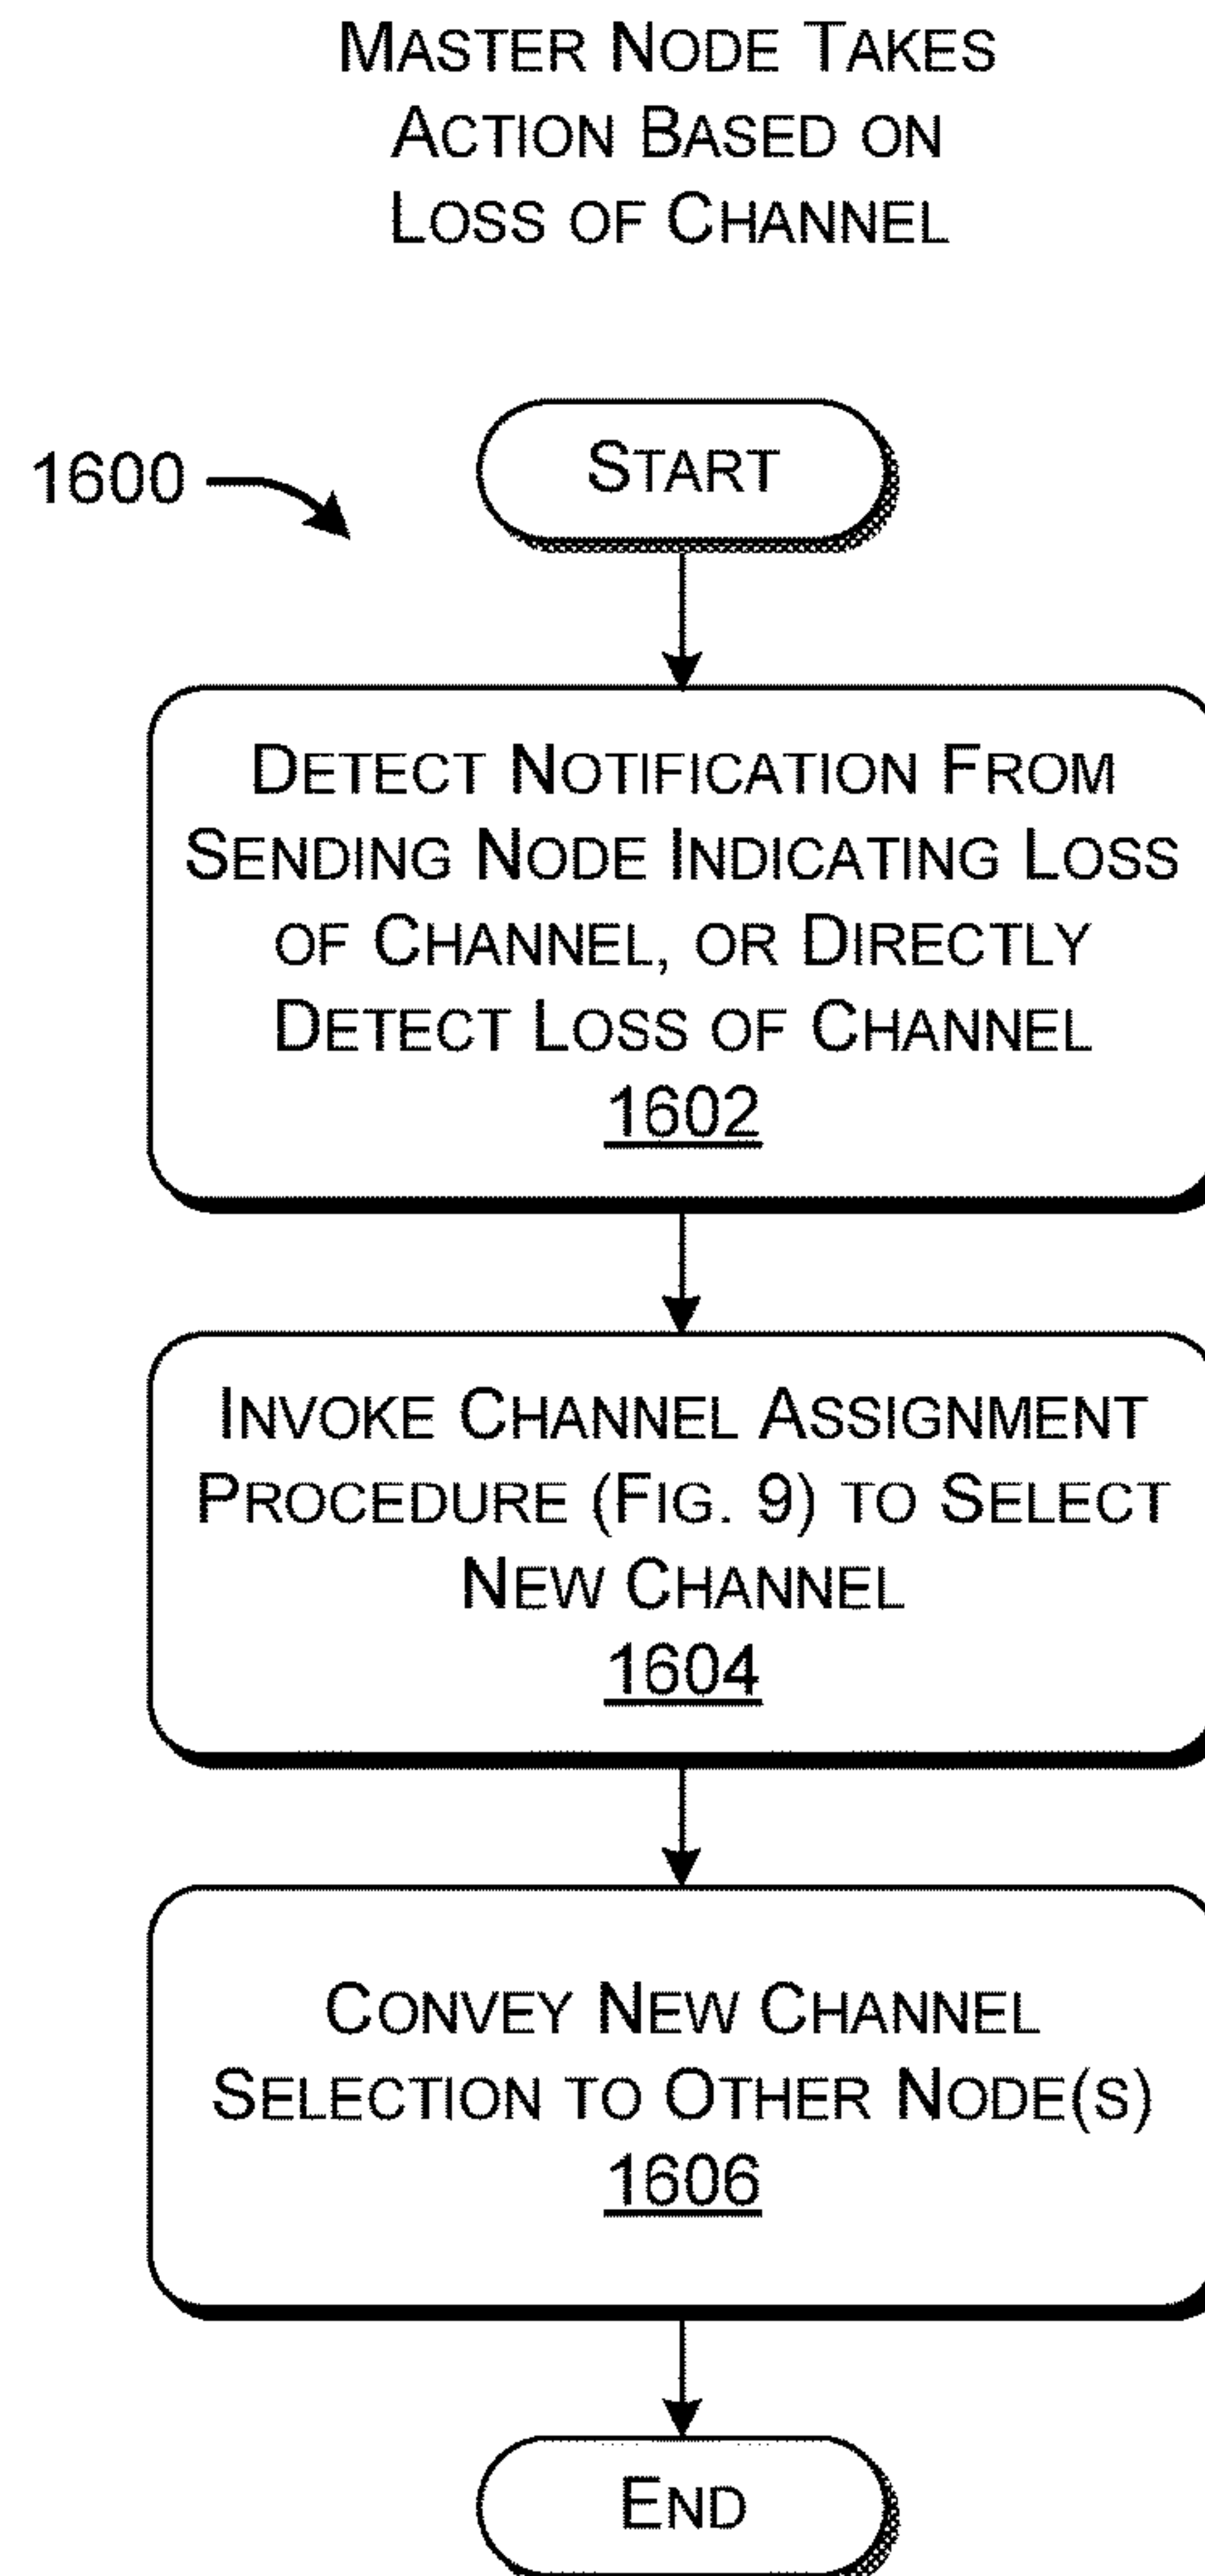 MASTER NODE TAKES
ACTION BASED ON
LOSS OF CHANNEL
1600
START
DETECT NOTIFICATION FROM
SENDING NODE INDICATING LOSS
OF CHANNEL, OR DIRECTLY
DETECT LOSS OF CHANNEL
1602
INVOKE CHANNEL ASSIGNMENT
PROCEDURE (FIG. 9) TO SELECT
NEW CHANNEL
1604
CONVEY NEW CHANNEL
SELECTION TO OTHER NODE(S)
1606
END